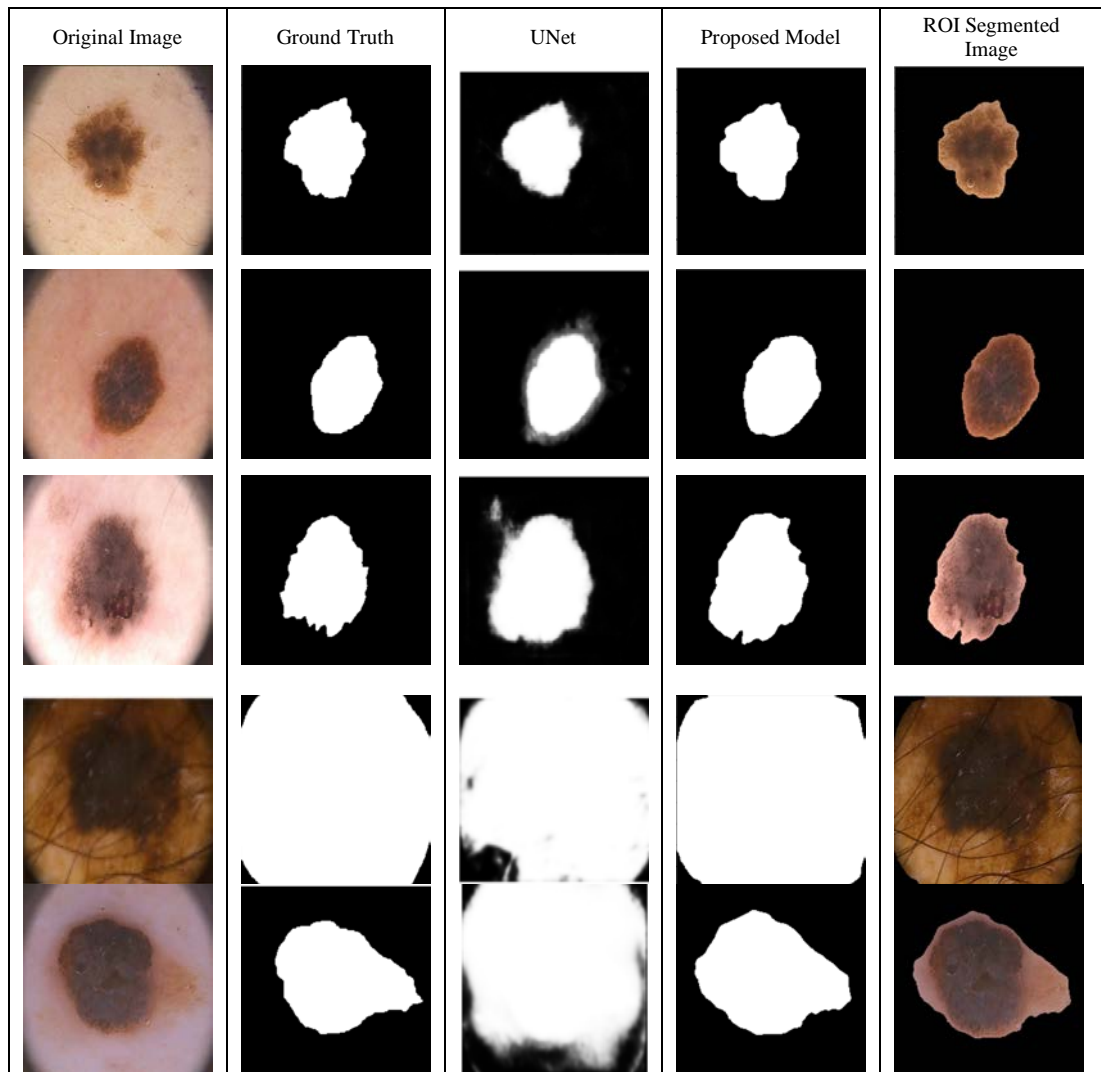 Original Image
Ground Truth
UNet
Proposed Model
ROI Segmented
Image